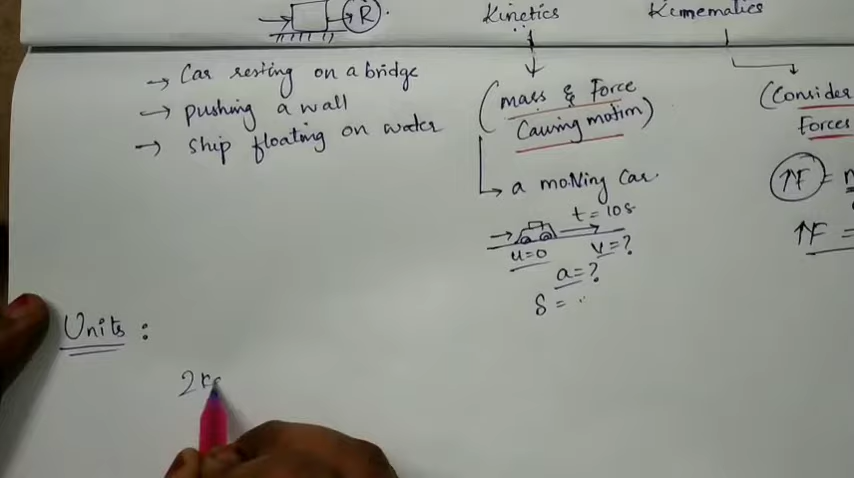 R
Kinetics
Kinematics
→ Car resting on a bridge
→ pushing a wall
→ ship floating on water
(mass & Force
Causing motion)
a moving car.
t = 10s
u=0
v=?
a=?
S =
(Consider
Forces
↑F =
↑F =
Units :
2